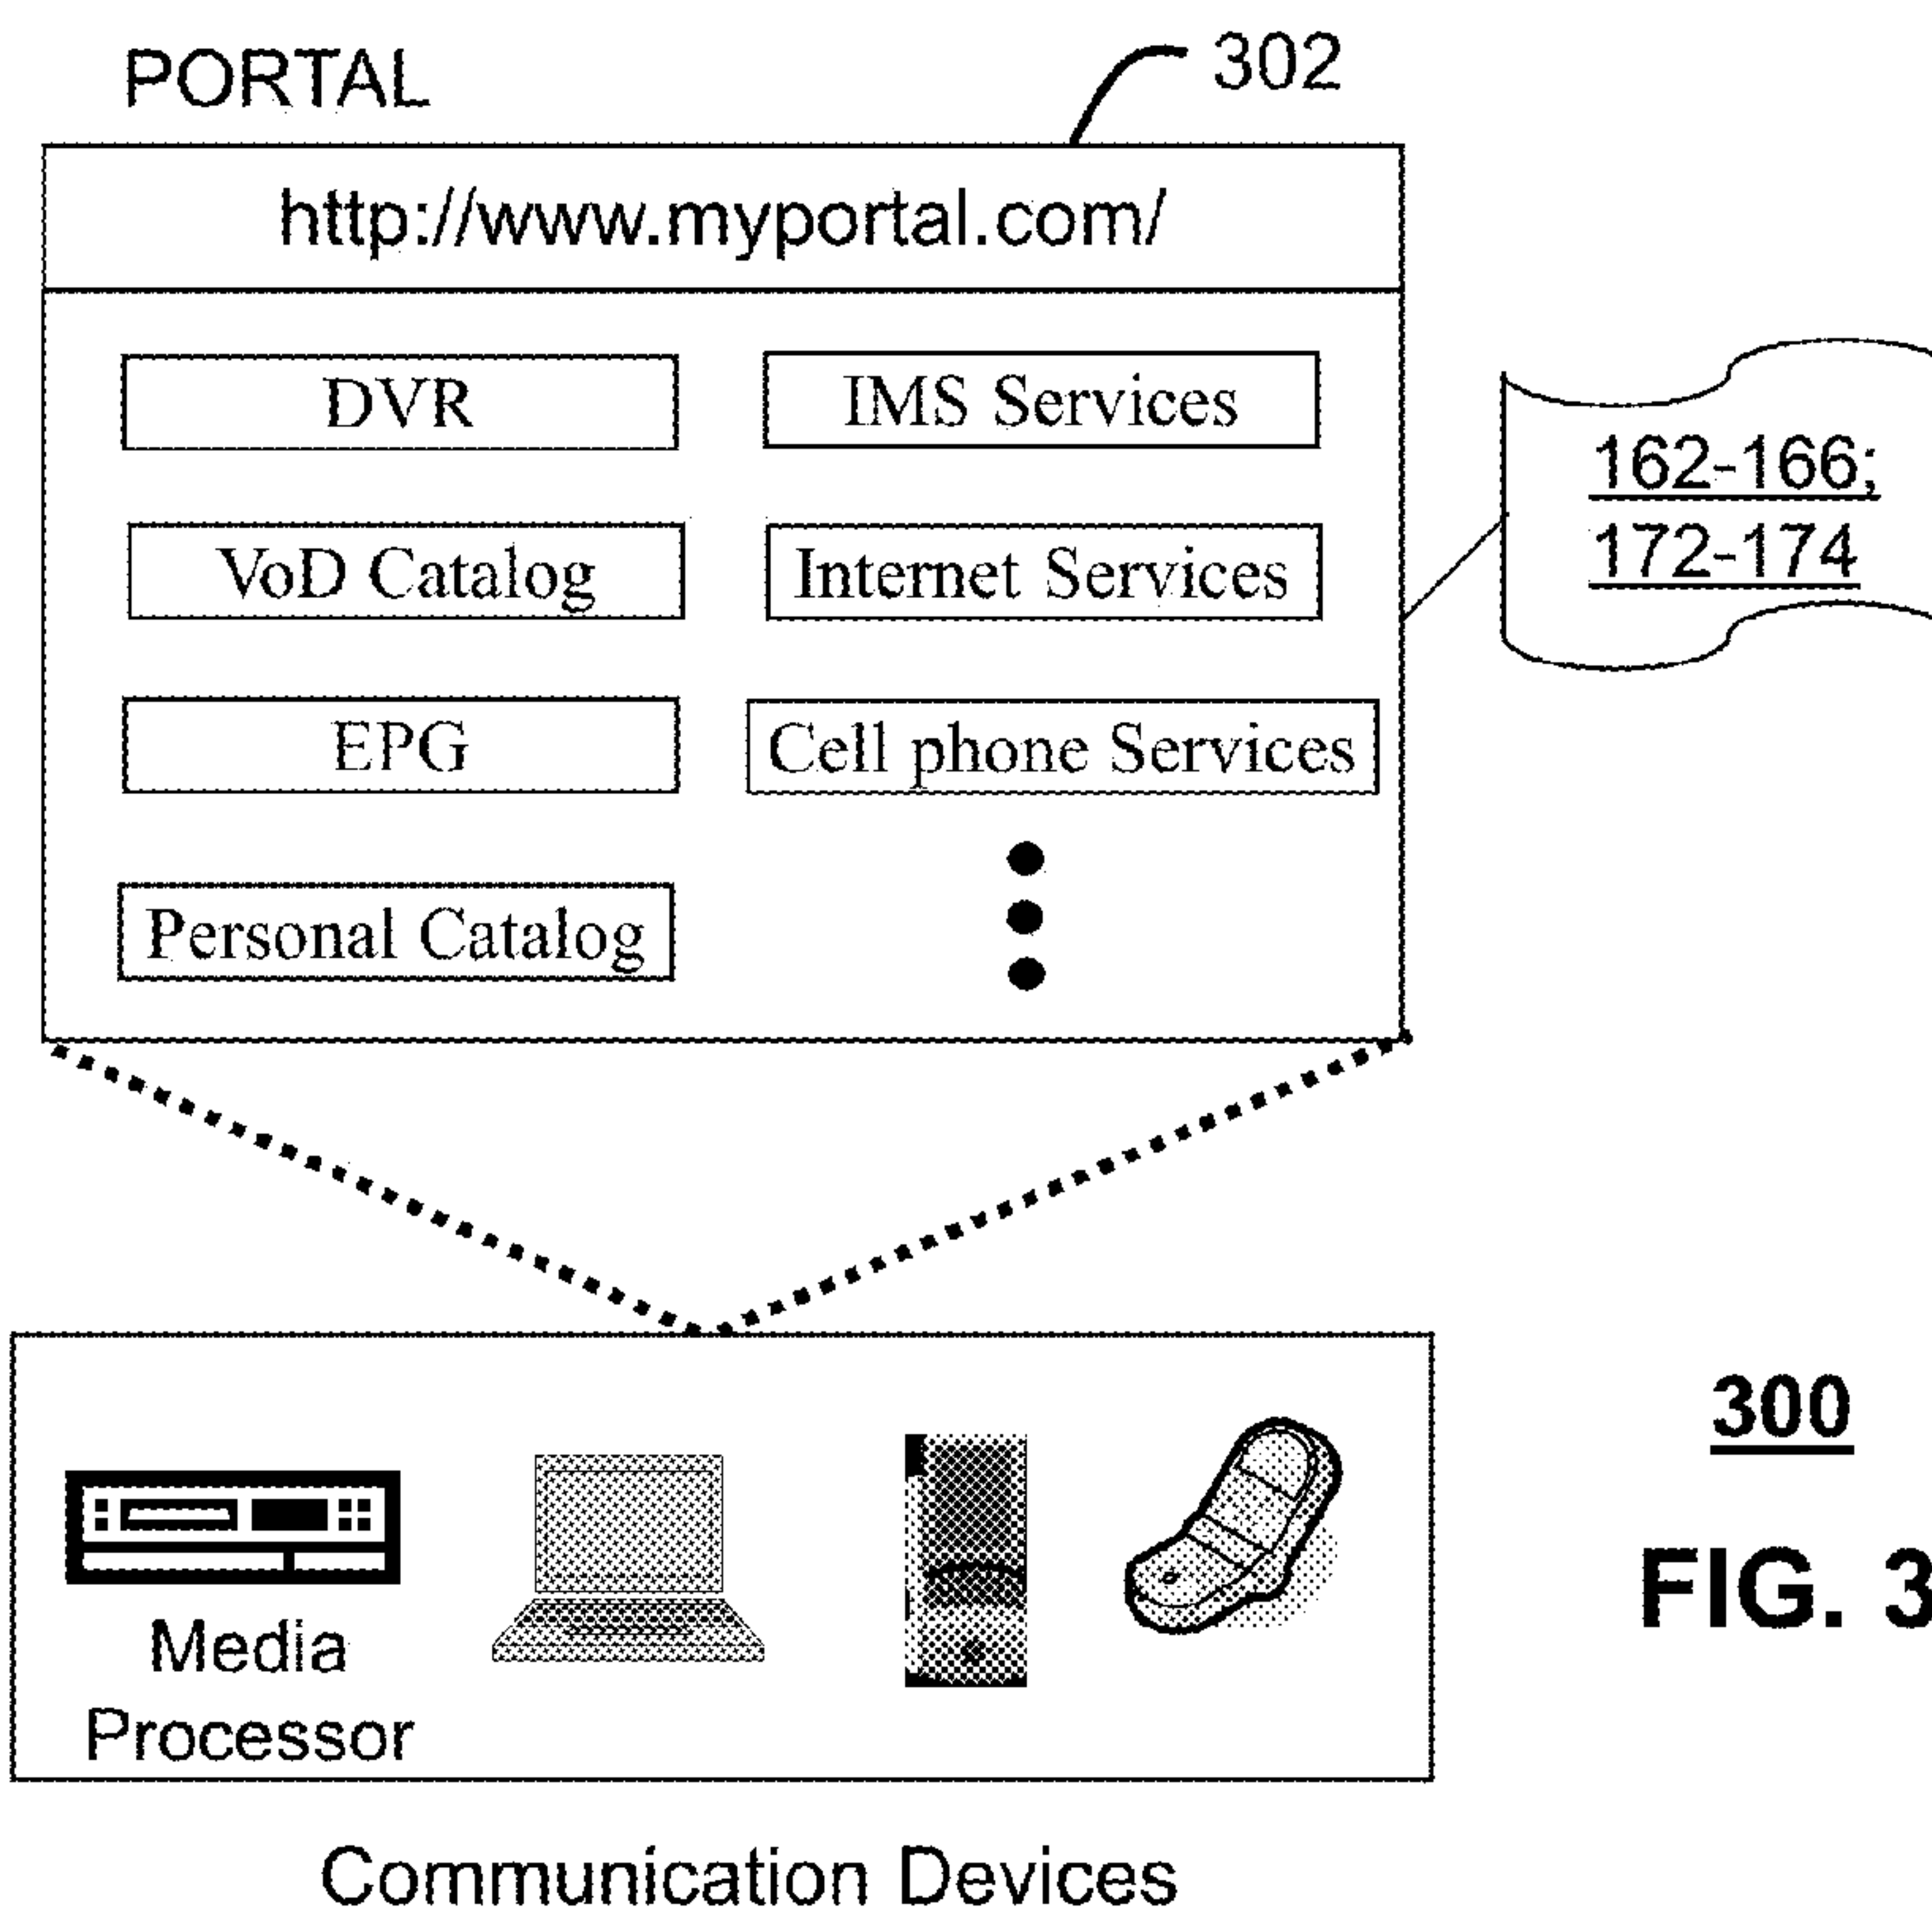 PORTAL
302
http://www.myportal.com/
DVR
IMS Services
162-166;
172-174
VoD Catalog
Internet Services
EPG
Cell phone Services
Personal Catalog
300
FIG. 3
Media
Processor
Communication Devices